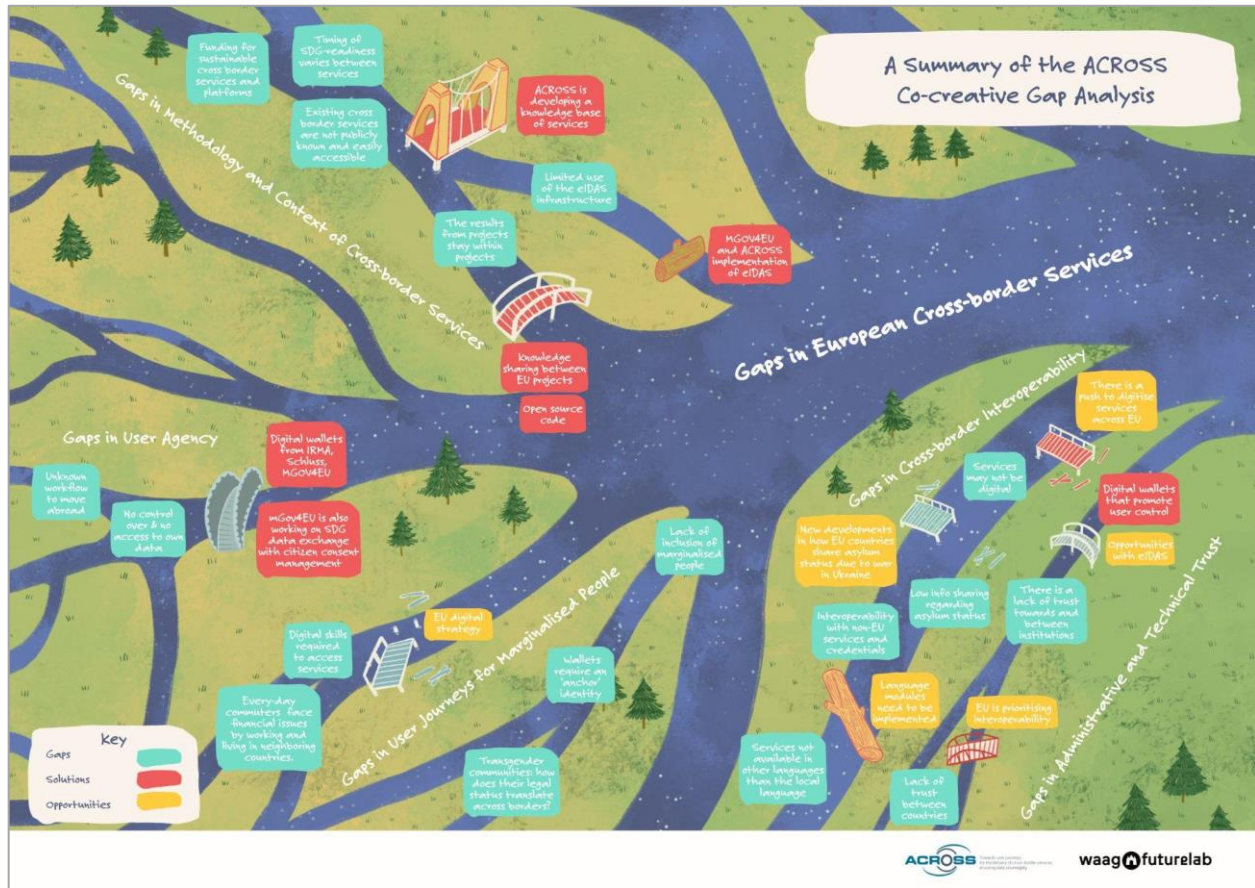 A Summary of the ACROSS
Co-creative Gap Analysis
Funding for
sustainable
cross border
services and
platforms
Timing of
SDG-readiness
varies between
services
Existing cross
border services
are not publicly
known and easily
accessible
ACROSS is
developing a
knowledge base
of services
Limited use
of the eIDAS
infrastructure
The results
from projects
stay within
projects
MGOV4EU
and ACROSS
implementation
of eIDAS
Gaps in Methodology and Context of Cross-border Services
Knowledge
sharing between
EU projects
Open source
code
Gaps in European Cross-border Services
Gaps in User Agency
Unknown
workflow
to move
abroad
No control
over & no
access to own
data
Digital wallets
from IRMA,
Schluss,
MGOV4EU
mGov4EU is also
working on SDG
data exchange
with citizen consent
management
Gaps in User Journeys for Marginalised People
Lack of
inclusion of
marginalised
people
EU digital
strategy
Digital skills
required
to access
services
Wallets
require an
'anchor'
identity
Every-day
commuters face
financial issues
by working and
living in neighboring
countries.
Transgender
communities: how
does their legal
status translate
across borders?
Gaps in Cross-border Interoperability
There is a
push to digitise
services
across EU
Services
may not be
digital
New developments
in how EU countries
share asylum
status due to war
in Ukraine
Low info sharing
regarding
asylum status
Interoperability
with non-EU
services and
credentials
Language
modules
need to be
implemented
Services not
available in
other languages
than the local
language
Gaps in Administrative and Technical Trust
Digital wallets
that promote
user control
Opportunities
with eIDAS
There is a
lack of trust
towards and
between
institutions
EU is prioritising
interoperability
Lack of
trust
between
countries
Key
Gaps
Solutions
Opportunities
ACROSS
waag futurelab